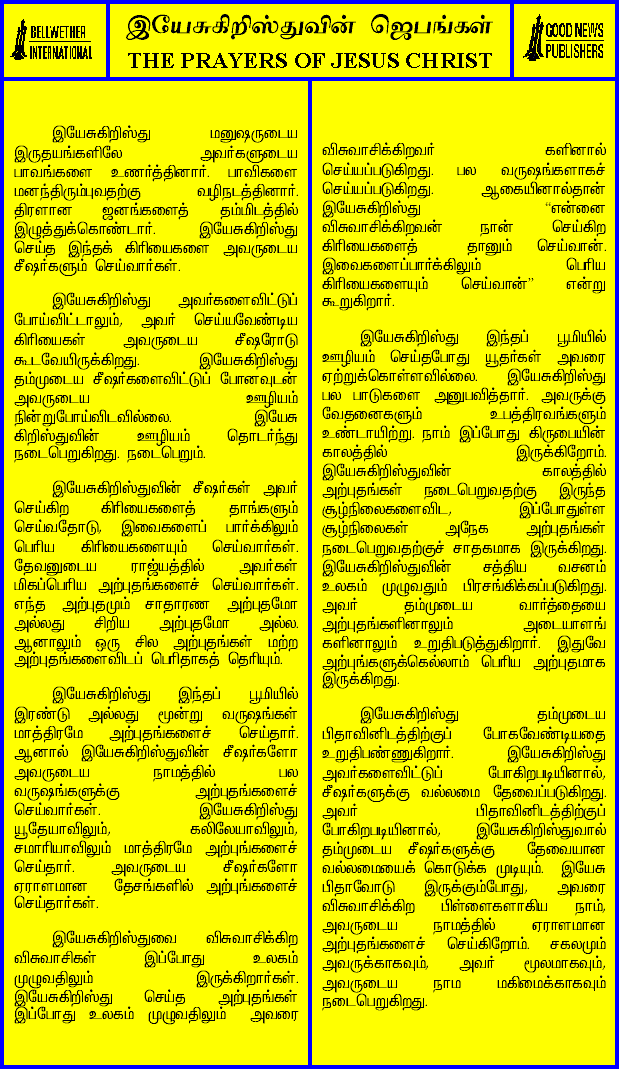 BELLWETHER
INTERNATIONAL
இயேசுகிறிஸ்துவின் ஜெபங்கள்
THE PRAYERS OF JESUS CHRIST
GOOD NEWS
PUBLISHERS
இயேசுகிறிஸ்து மனுஷருடைய
இருதயங்களிலே அவர்களுடைய
பாவங்களை உணர்த்தினார். பாவிகளை
மனந்திரும்புவதற்கு வழிநடத்தினார்.
திரளான ஜனங்களைத் தம்மிடத்தில்
இழுத்துக்கொண்டார். இயேசுகிறிஸ்து
செய்த இந்தக் கிரியைகளை அவருடைய
சீஷர்களும் செய்வார்கள்.
இயேசுகிறிஸ்து அவர்களைவிட்டுப்
போய்விட்டாலும், அவர் செய்யவேண்டிய
கிரியைகள் அவருடைய சீஷரோடு
கூடவேயிருக்கிறது. இயேசுகிறிஸ்து
தம்முடைய சீஷர்களைவிட்டுப் போனவுடன்
அவருடைய ஊழியம்
நின்றுபோய்விடவில்லை. இயேசு
கிறிஸ்துவின் ஊழியம் தொடர்ந்து
நடைபெறுகிறது. நடைபெறும்.
இயேசுகிறிஸ்துவின் சீஷர்கள் அவர்
செய்கிற கிரியைகளைத் தாங்களும்
செய்வதோடு, இவைகளைப் பார்க்கிலும்
பெரிய கிரியைகளையும் செய்வார்கள்.
தேவனுடைய ராஜ்யத்தில் அவர்கள்
மிகப்பெரிய அற்புதங்களைச் செய்வார்கள்.
எந்த அற்புதமும் சாதாரண அற்புதமோ
அல்லது சிறிய அற்புதமோ அல்ல.
ஆனாலும் ஒரு சில அற்புதங்கள் மற்ற
அற்புதங்களைவிடப் பெரிதாகத் தெரியும்.
இயேசுகிறிஸ்து இந்தப் பூமியில்
இரண்டு அல்லது மூன்று வருஷங்கள்
மாத்திரமே அற்புதங்களைச் செய்தார்.
ஆனால் இயேசுகிறிஸ்துவின் சீஷர்களோ
அவருடைய நாமத்தில் பல
வருஷங்களுக்கு அற்புதங்களைச்
செய்வார்கள். இயேசுகிறிஸ்து
யூதேயாவிலும், கலிலேயாவிலும்,
சமாரியாவிலும் மாத்திரமே அற்புங்களைச்
செய்தார். அவருடைய சீஷர்களோ
ஏராளமான தேசங்களில் அற்புங்களைச்
செய்தார்கள்.
இயேசுகிறிஸ்துவை விசுவாசிக்கிற
விசுவாசிகள் இப்போது உலகம்
முழுவதிலும் இருக்கிறார்கள்.
இயேசுகிறிஸ்து செய்த அற்புதங்கள்
இப்போது உலகம் முழுவதிலும் அவரை
விசுவாசிக்கிறவர் களினால்
செய்யப்படுகிறது. பல வருஷங்களாகச்
செய்யப்படுகிறது. ஆகையினால்தான்
இயேசுகிறிஸ்து “என்னை
விசுவாசிக்கிறவன் நான் செய்கிற
கிரியைகளைத் தானும் செய்வான்.
இவைகளைப்பார்க்கிலும் பெரிய
கிரியைகளையும் செய்வான்” என்று
கூறுகிறார்.
இயேசுகிறிஸ்து இந்தப் பூமியில்
ஊழியம் செய்தபோது யூதர்கள் அவரை
ஏற்றுக்கொள்ளவில்லை. இயேசுகிறிஸ்து
பல பாடுகளை அனுபவித்தார். அவருக்கு
வேதனைகளும் உபத்திரவங்களும்
உண்டாயிற்று. நாம் இப்போது கிருபையின்
காலத்தில் இருக்கிறோம்.
இயேசுகிறிஸ்துவின் காலத்தில்
அற்புதங்கள் நடைபெறுவதற்கு இருந்த
சூழ்நிலைகளைவிட, இப்போதுள்ள
சூழ்நிலைகள் அநேக அற்புதங்கள்
நடைபெறுவதற்குச் சாதகமாக இருக்கிறது.
இயேசுகிறிஸ்துவின் சத்திய வசனம்
உலகம் முழுவதும் பிரசங்கிக்கப்படுகிறது.
அவர் தம்முடைய வார்த்தையை
அற்புதங்களினாலும் அடையாளங்
களினாலும் உறுதிபடுத்துகிறார். இதுவே
அற்புங்களுக்கெல்லாம் பெரிய அற்புதமாக
இருக்கிறது.
இயேசுகிறிஸ்து தம்முடைய
பிதாவினிடத்திற்குப் போகவேண்டியதை
உறுதிபண்ணுகிறார். இயேசுகிறிஸ்து
அவர்களைவிட்டுப் போகிறபடியினால்,
சீஷர்களுக்கு வல்லமை தேவைப்படுகிறது.
அவர் பிதாவினிடத்திற்குப்
போகிறபடியினால், இயேசுகிறிஸ்துவால்
தம்முடைய சீஷர்களுக்கு தேவையான
வல்லமையைக் கொடுக்க முடியும். இயேசு
பிதாவோடு இருக்கும்போது, அவரை
விசுவாசிக்கிற பிள்ளைகளாகிய நாம்,
அவருடைய நாமத்தில் ஏராளமான
அற்புதங்களைச் செய்கிறோம். சகலமும்
அவருக்காகவும், அவர் மூலமாகவும்,
அவருடைய நாம மகிமைக்காகவும்
நடைபெறுகிறது.